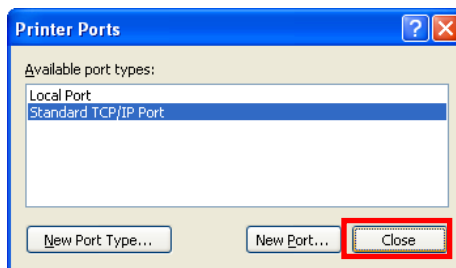 Printer Ports
Available port types:
Local Port
Standard TCP/IP Port
New Port Type... New Port... Close